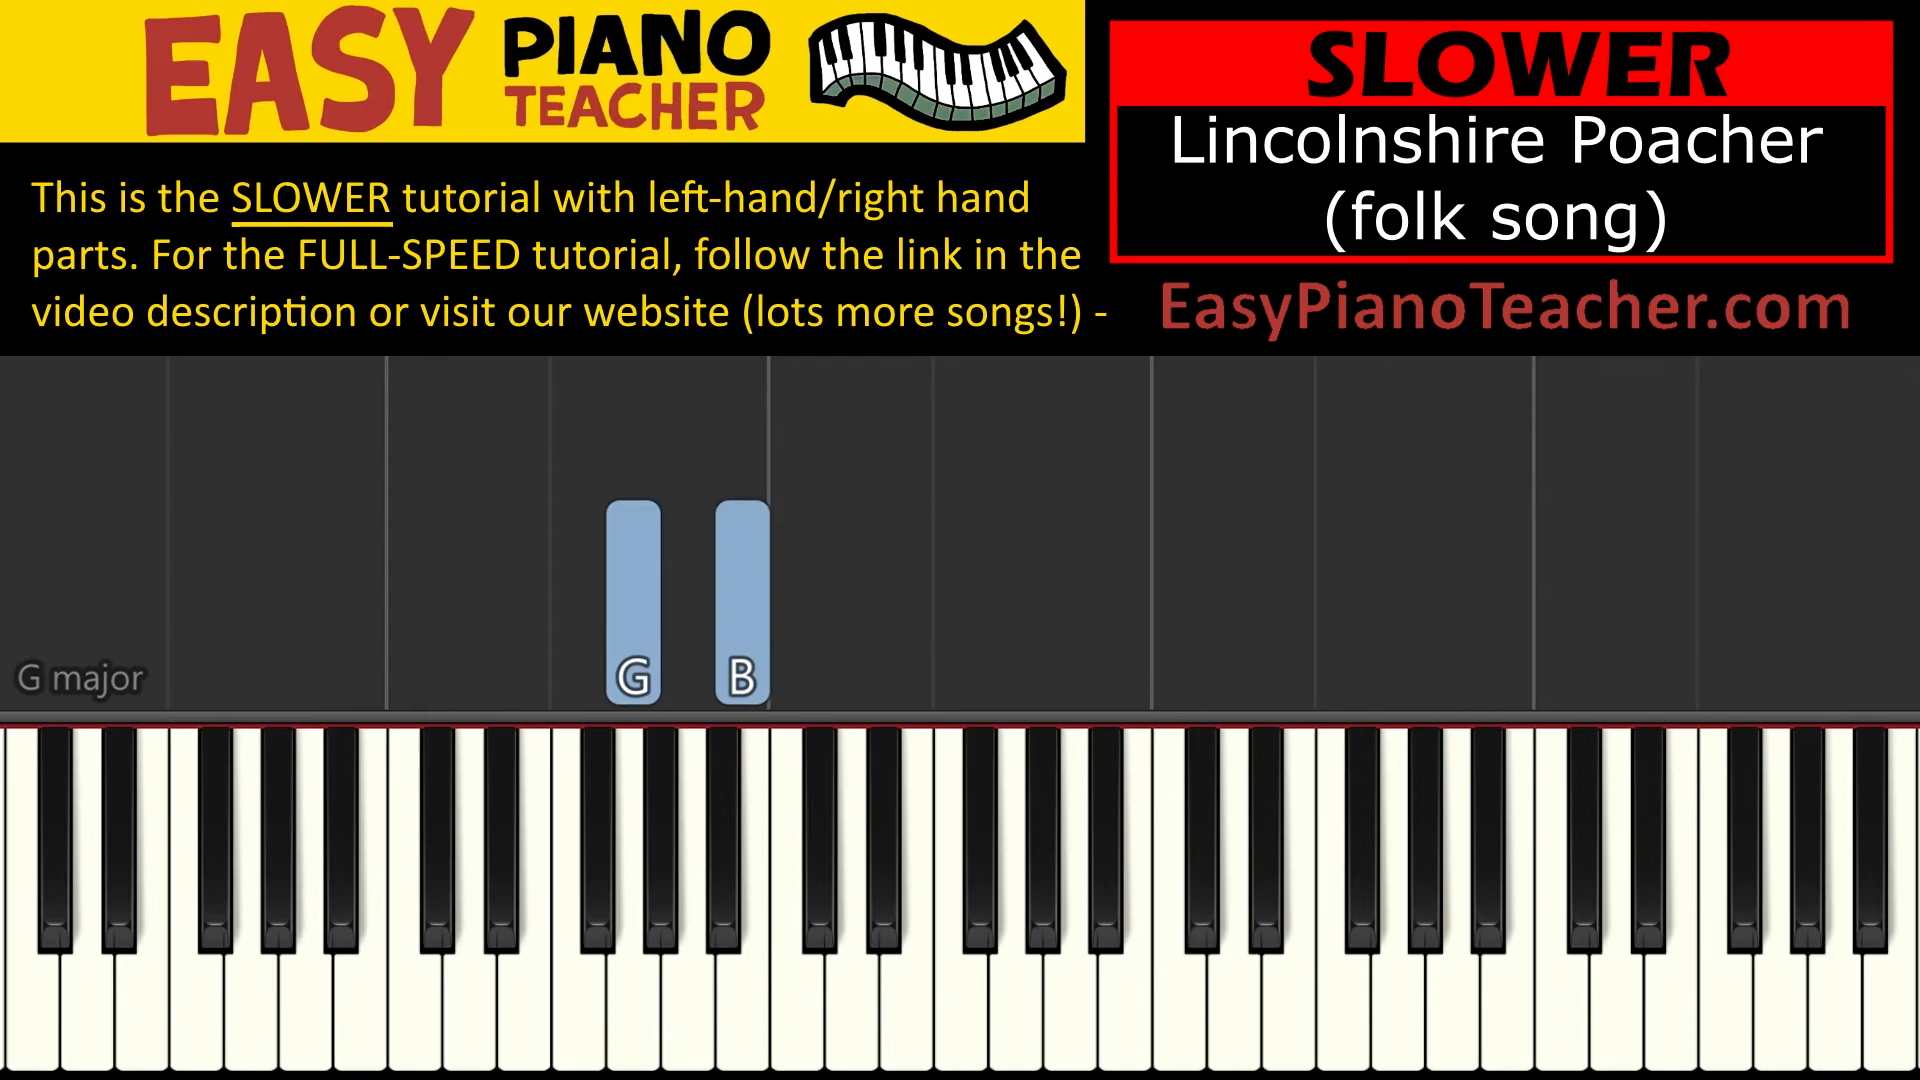 EASY PIANO TEACHER
SLOWER
Lincolnshire Poacher
(folk song)
This is the SLOWER tutorial with left-hand/right hand
parts. For the FULL-SPEED tutorial, follow the link in the
video description or visit our website (lots more songs!) -
EasyPianoTeacher.com
G major
G B